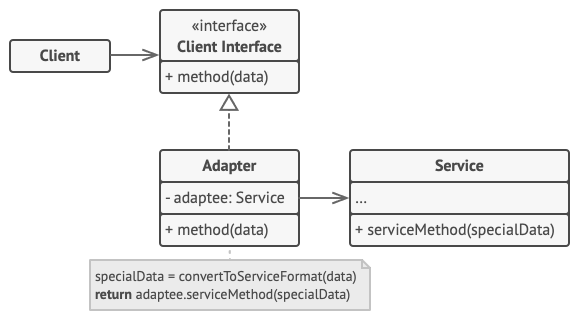 Client
«interface»
Client Interface
+ method(data)
Adapter
- adaptee: Service
+ method(data)
Service
...
+ serviceMethod(specialData)
specialData = convertToServiceFormat(data)
return adaptee.serviceMethod(specialData)